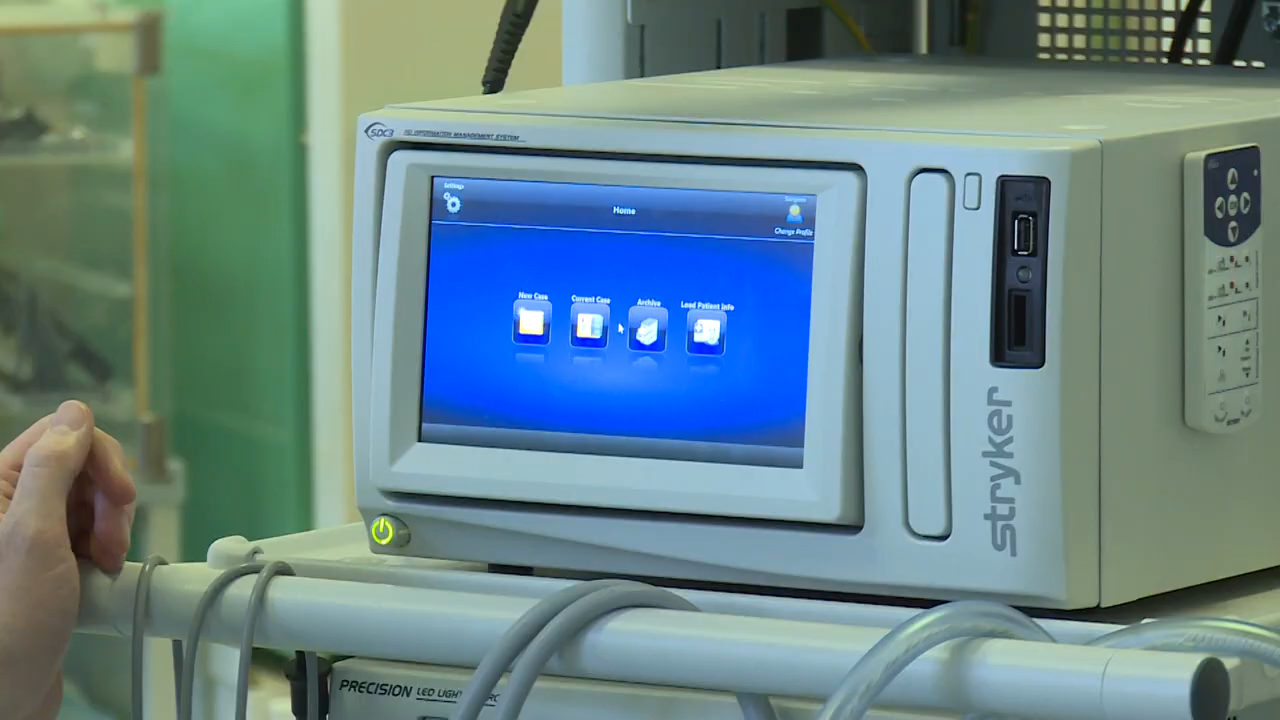 SDC3 HD INFORMATION MANAGEMENT SYSTEM
Settings
Home
Surgeon
Change Profile
New Case
Current Case
Archive
Load Patient Info
stryker
PRECISION LED LIGHT